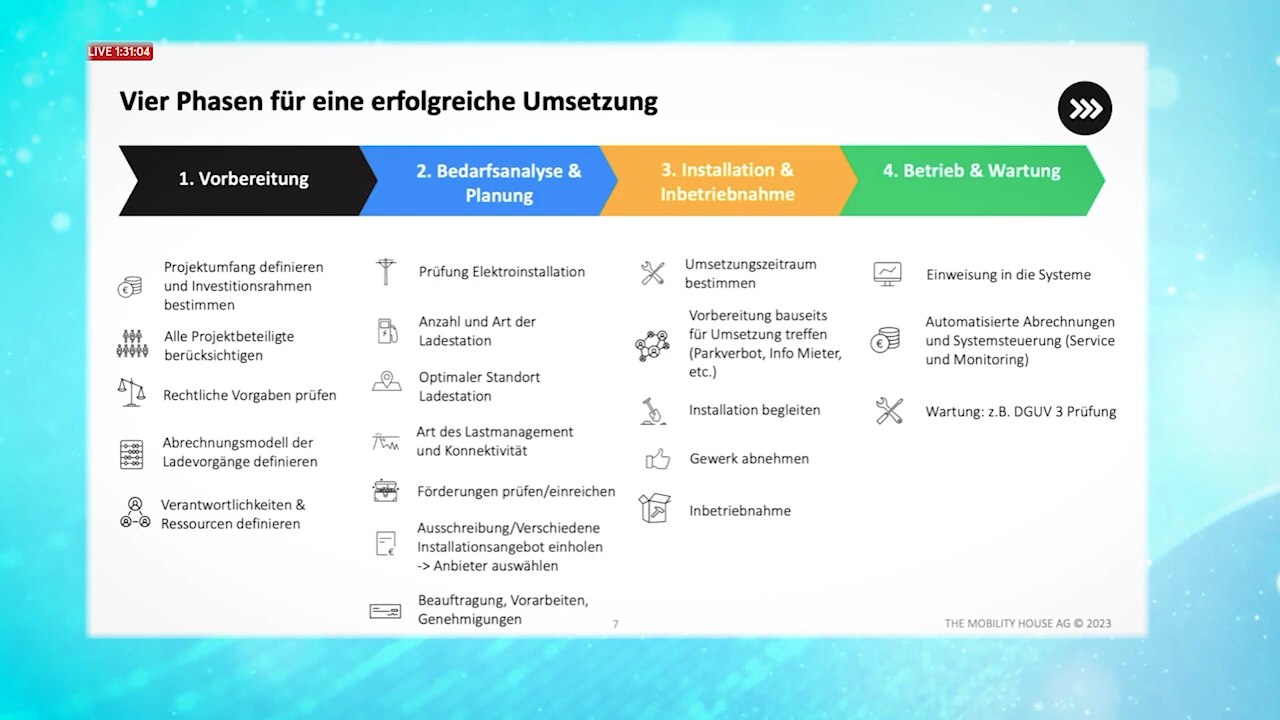 LIVE 1:31:04
Vier Phasen für eine erfolgreiche Umsetzung
1. Vorbereitung
2. Bedarfsanalyse &
Planung
3. Installation &
Inbetriebnahme
4. Betrieb & Wartung
Projektumfang definieren
und Investitionsrahmen
bestimmen
Alle Projektbeteiligte
berücksichtigen
Rechtliche Vorgaben prüfen
Abrechnungsmodell der
Ladevorgänge definieren
Verantwortlichkeiten &
Ressourcen definieren
Prüfung Elektroinstallation
Anzahl und Art der
Ladestation
Optimaler Standort
Ladestation
Art des Lastmanagement
und Konnektivität
Förderungen prüfen/einreichen
Ausschreibung/Verschiedene
Installationsangebot einholen
-> Anbieter auswählen
Beauftragung, Vorarbeiten,
Genehmigungen
Umsetzungszeitraum
bestimmen
Vorbereitung bauseits
für Umsetzung treffen
(Parkverbot, Info Mieter,
etc.)
Installation begleiten
Gewerk abnehmen
Inbetriebnahme
Einweisung in die Systeme
Automatisierte Abrechnungen
und Systemsteuerung (Service
und Monitoring)
Wartung: z.B. DGUV 3 Prüfung
7
THE MOBILITY HOUSE AG © 2023